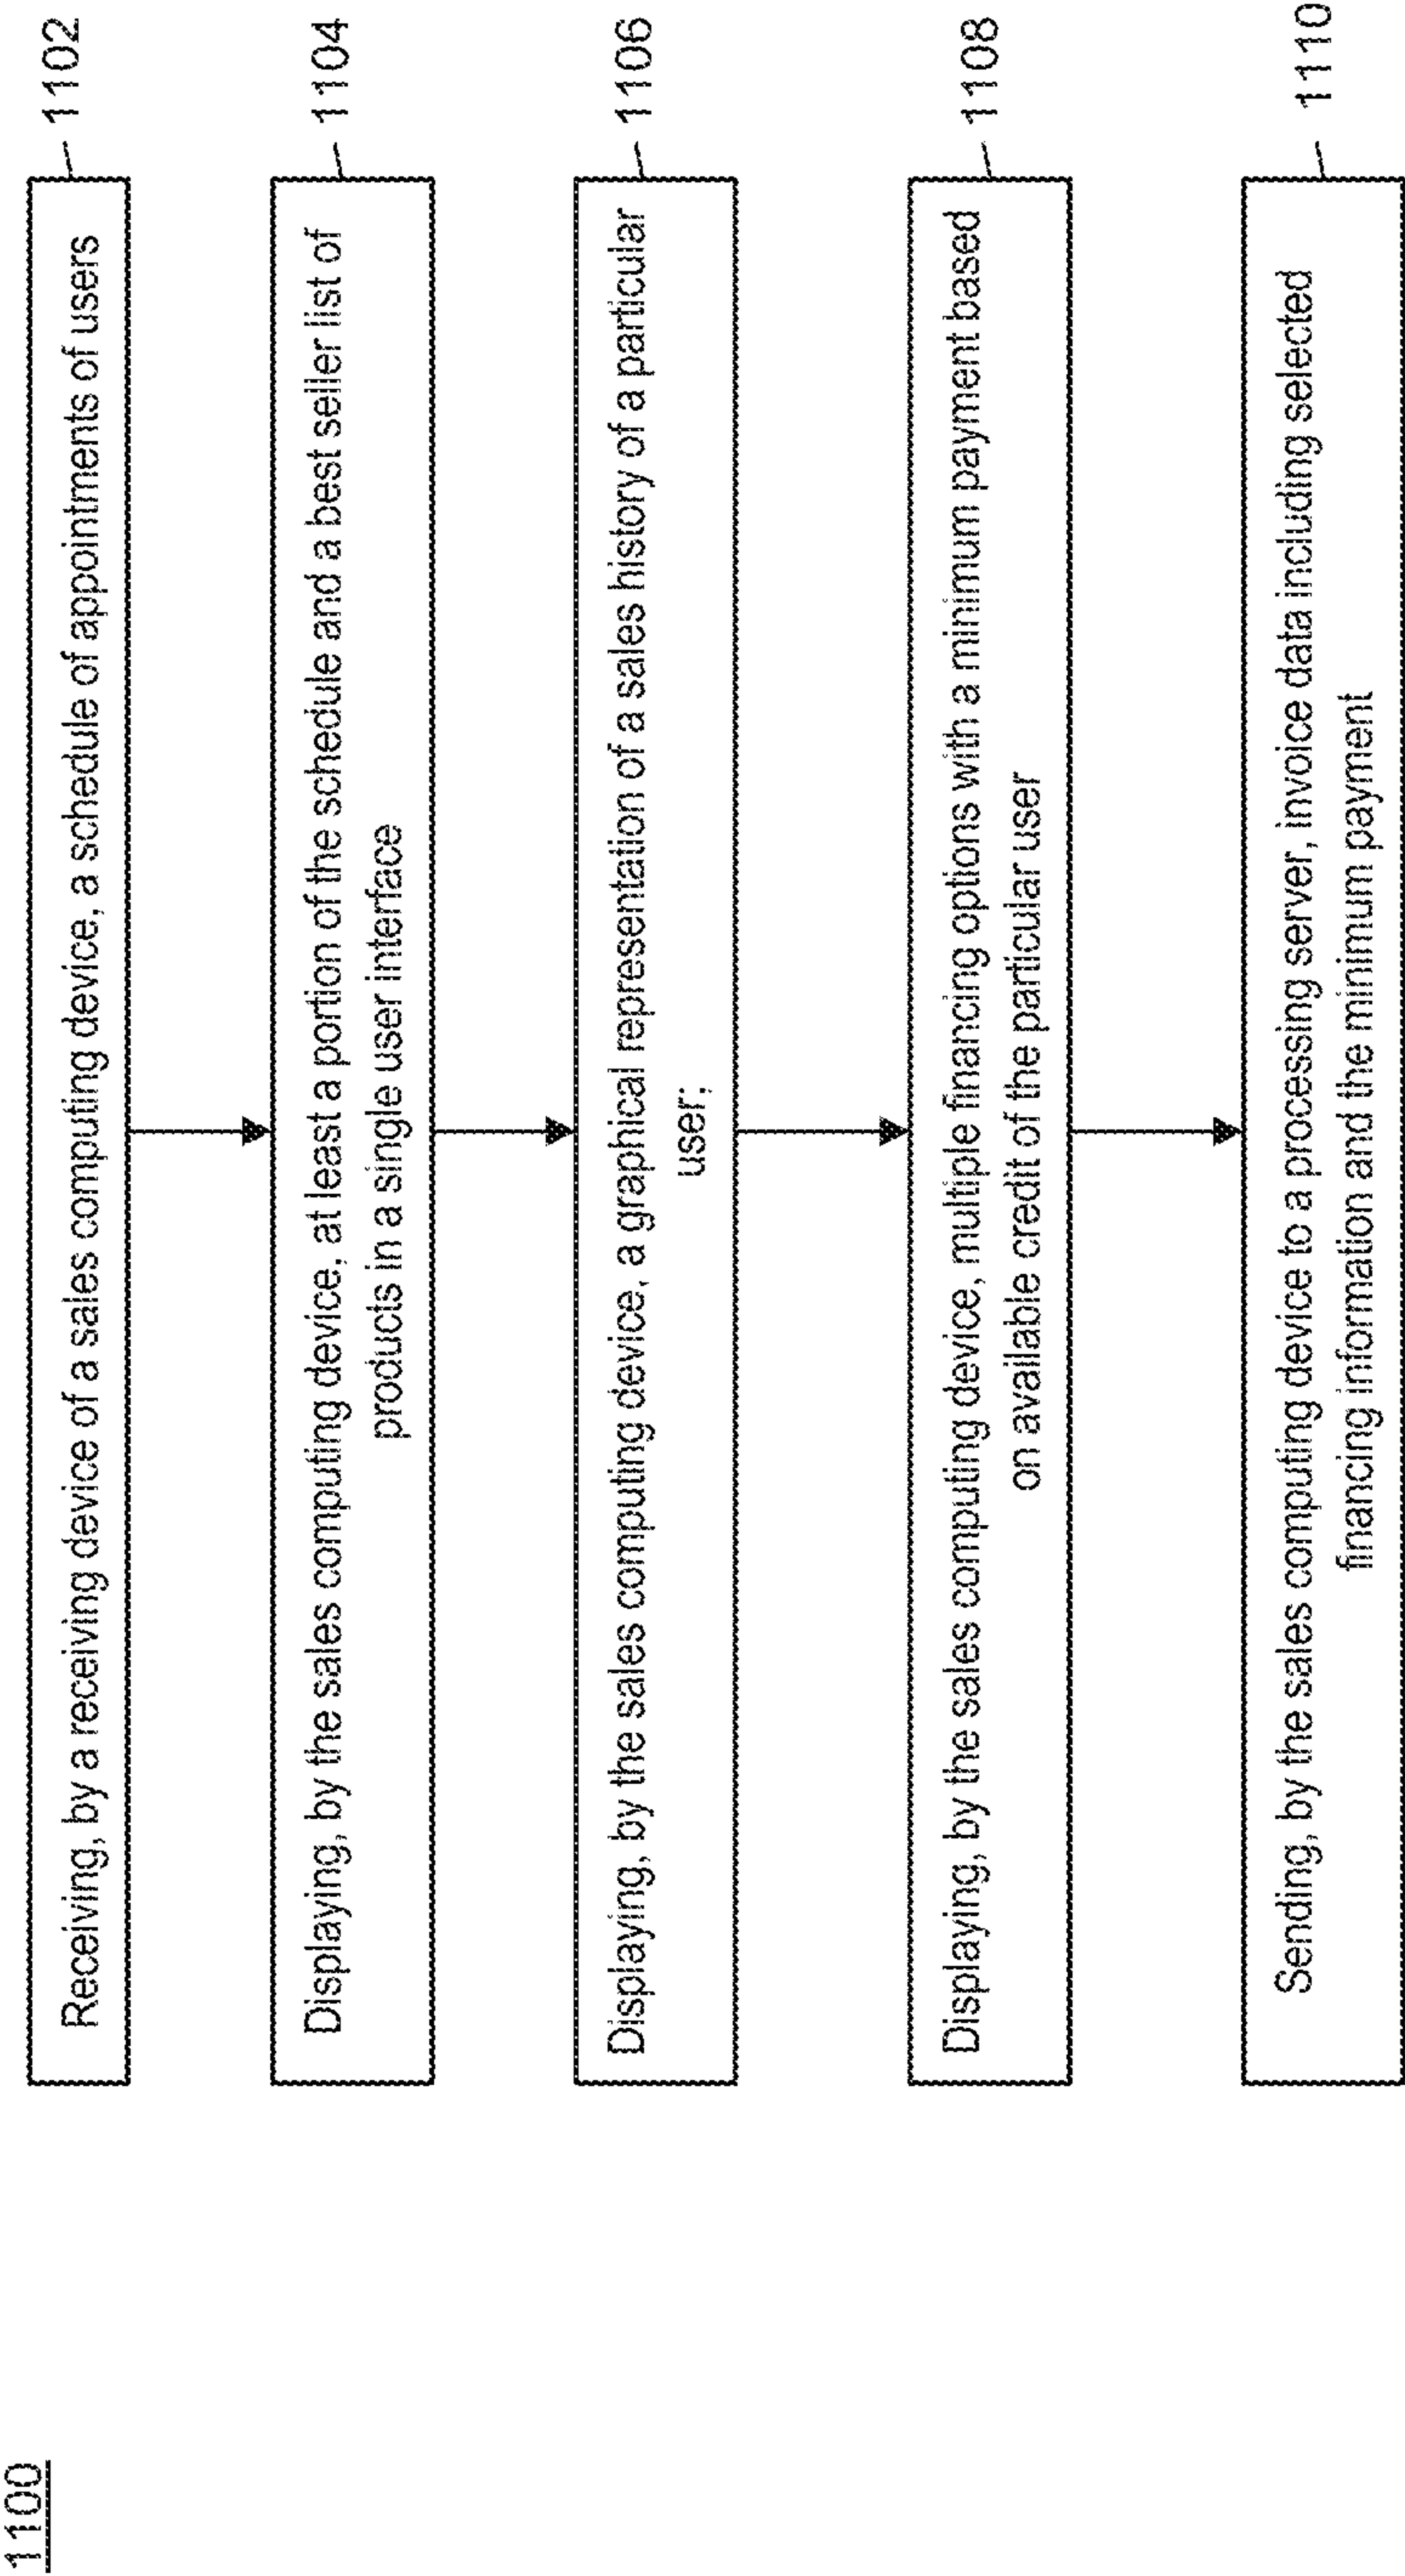 1100
Receiving, by a receiving device of a sales computing device, a schedule of appointments of users
1102
Displaying, by the sales computing device, at least a portion of the schedule and a best seller list of
products in a single user interface
1104
Displaying, by the sales computing device, a graphical representation of a sales history of a particular
user;
1106
Displaying, by the sales computing device, multiple financing options with a minimum payment based
on available credit of the particular user
1108
Sending, by the sales computing device to a processing server, invoice data including selected
financing information and the minimum payment
1110